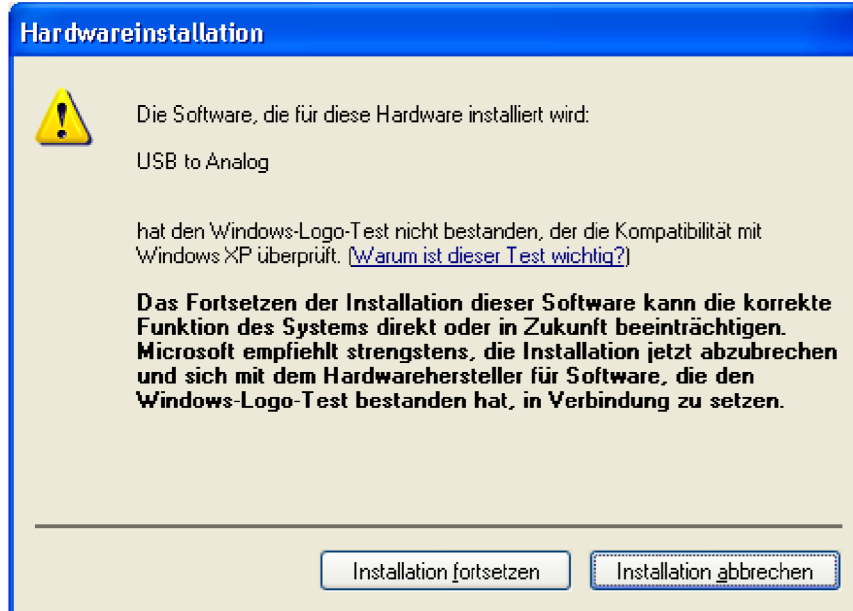 Hardwareinstallation
Die Software, die für diese Hardware installiert wird:
USB to Analog
hat den Windows-Logo-Test nicht bestanden, der die Kompatibilität mit
Windows XP überprüft. (Warum ist dieser Test wichtig?)
Das Fortsetzen der Installation dieser Software kann die korrekte
Funktion des Systems direkt oder in Zukunft beeinträchtigen.
Microsoft empfiehlt strengstens, die Installation jetzt abzubrechen
und sich mit dem Hardwarehersteller für Software, die den
Windows-Logo-Test bestanden hat, in Verbindung zu setzen.
Installation fortsetzen
Installation abbrechen